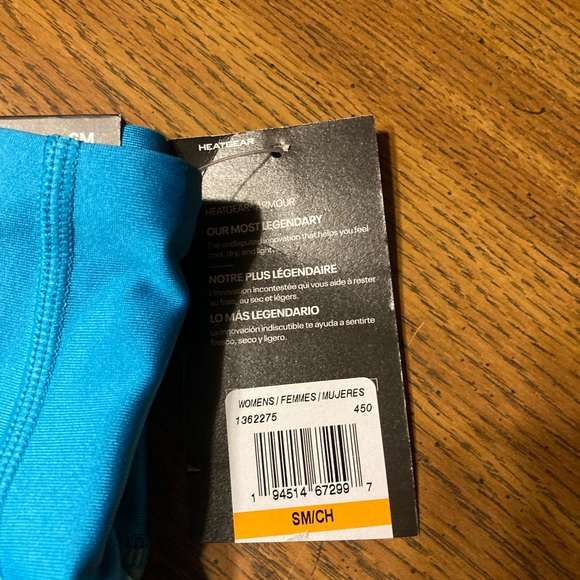 SM
HEATGEAR
HEATGEAR ARMOUR
OUR MOST LEGENDARY
The undisputed innovation that helps you feel
cool, dry, and light.
NOTRE PLUS LÉGENDAIRE
L'innovation incontestée qui vous aide à rester
au frais, au sec et légers.
LO MÁS LEGENDARIO
La innovación indiscutible te ayuda a sentirte
fresco, seco y ligero.
WOMENS / FEMMES / MUJERES
1362275 450
1 94514 67299 7
SM/CH